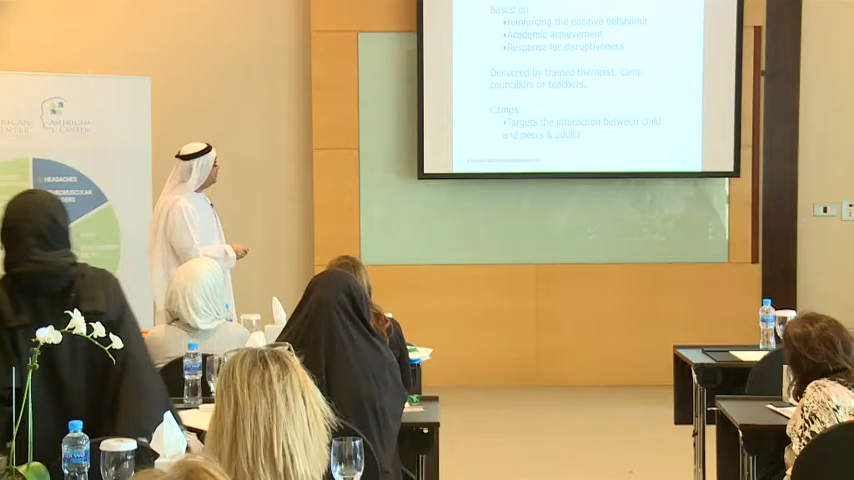 Based on
•reinforcing the positive behaviour
•Academic achievement
•Response for disruptiveness
Delivered by trained therapist, camp
councillors or teachers.
Camps.
•Targets the interaction between child
and peers & adults
AMERICAN
CENTER
HEADACHES